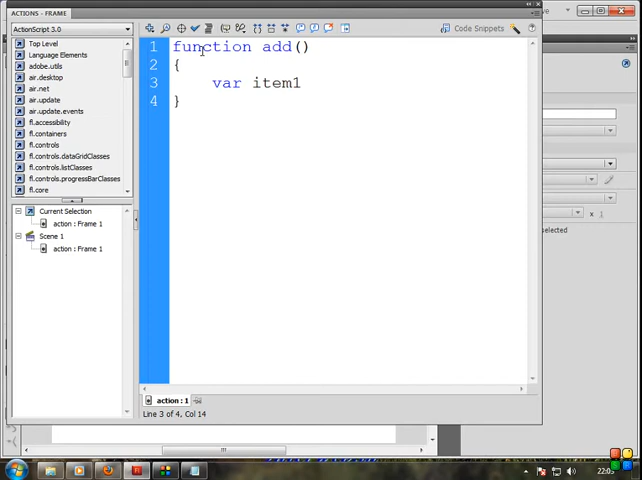 ACTIONS - FRAME
ActionScript 3.0
Code Snippets
Top Level
Language Elements
adobe.utils
air.desktop
air.net
air.update
air.update.events
fl.accessibility
fl.containers
fl.controls
fl.controls.dataGridClasses
fl.controls.listClasses
fl.controls.progressBarClasses
fl.core
Current Selection
action : Frame 1
Scene 1
action : Frame 1
1 function add()
2 {
3 var item1
4 }
action : 1
Line 3 of 4, Col 14
x 1
selected